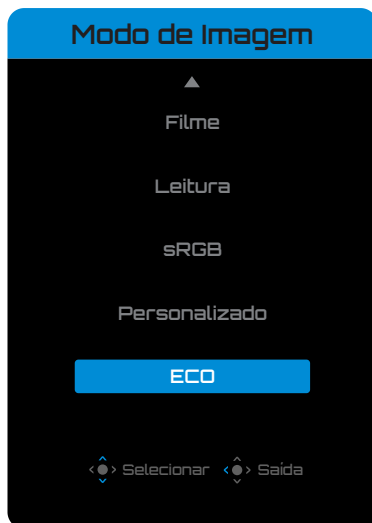 Modo de Imagem
Filme
Leitura
sRGB
Personalizado
ECO
Selecionar Saída